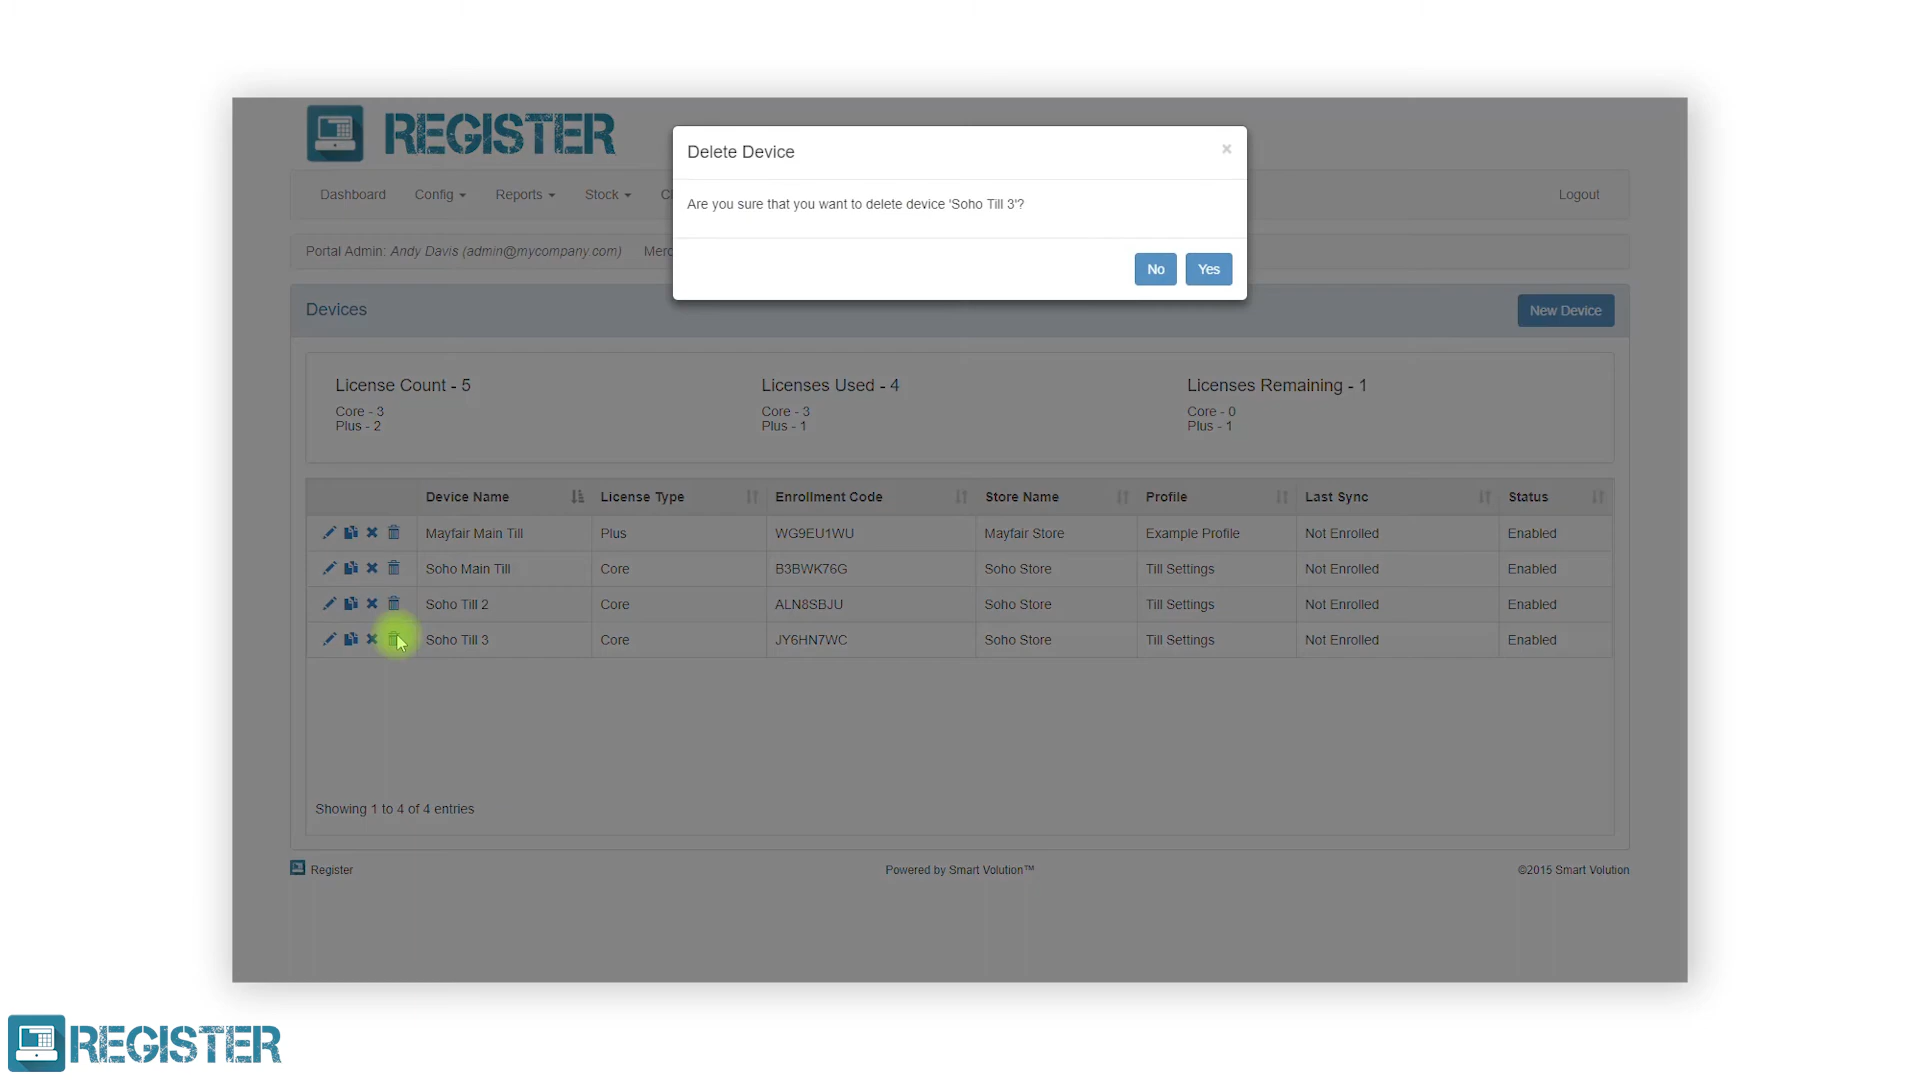 REGISTER
Delete Device
×
Are you sure that you want to delete device 'Soho Till 3'?
No Yes
Dashboard Config Reports Stock Logout
Portal Admin: Andy Davis (admin@mycompany.com)
Devices New Device
License Count - 5 Licenses Used - 4 Licenses Remaining - 1
Core - 3 Core - 3 Core - 0
Plus - 2 Plus - 1 Plus - 1
Device Name License Type Enrollment Code Store Name Profile Last Sync Status
Mayfair Main Till Plus WG9EU1WU Mayfair Store Example Profile Not Enrolled Enabled
Soho Main Till Core B3BWK76G Soho Store Till Settings Not Enrolled Enabled
Soho Till 2 Core ALN8SBJU Soho Store Till Settings Not Enrolled Enabled
Soho Till 3 Core JY6HN7WC Soho Store Till Settings Not Enrolled Enabled
Showing 1 to 4 of 4 entries
Register Powered by Smart Volution™ ©2015 Smart Volution
REGISTER